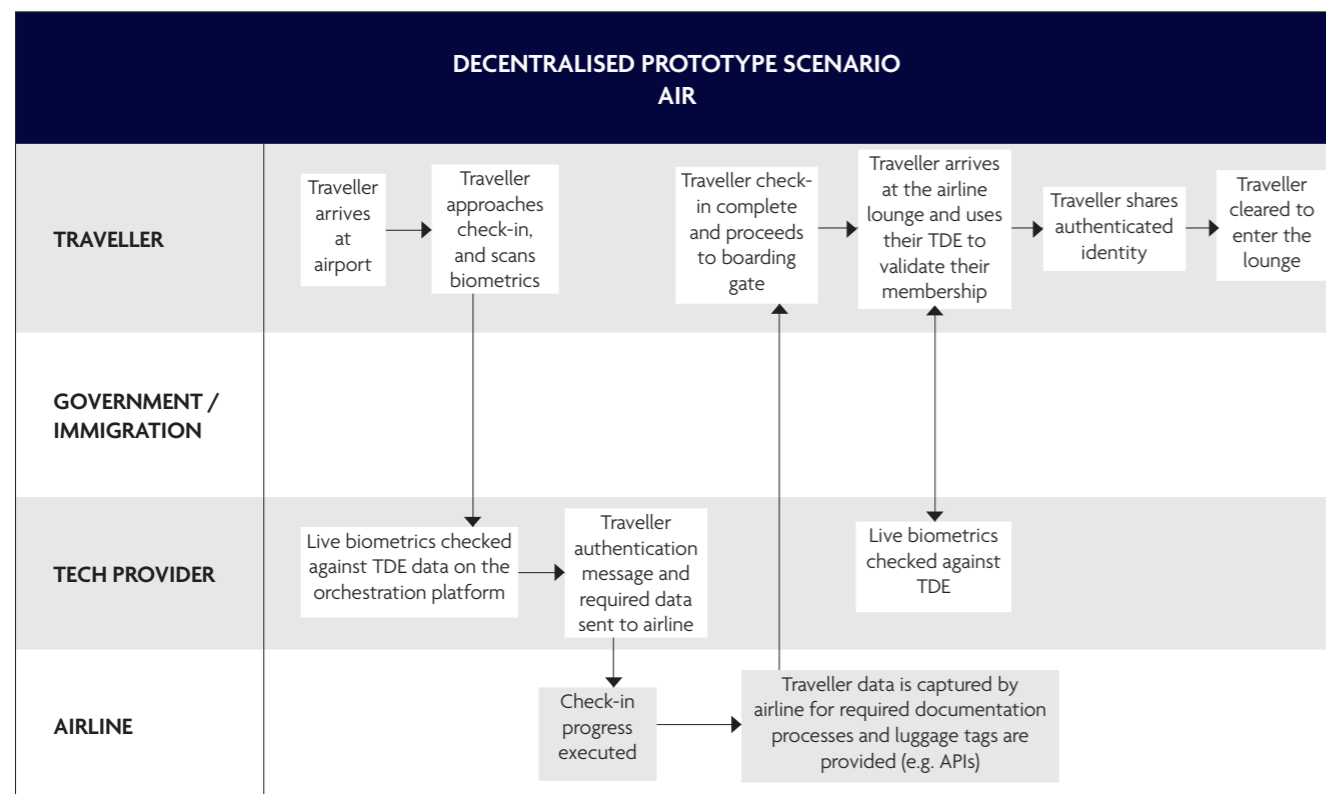 DECENTRALISED PROTOTYPE SCENARIO
AIR
TRAVELLER
Traveller
arrives
at
airport
Traveller
approaches
check-in,
and scans
biometrics
Traveller check-
in complete
and proceeds
to boarding
gate
Traveller arrives
at the airline
lounge and uses
their TDE to
validate their
membership
Traveller shares
authenticated
identity
Traveller
cleared to
enter the
lounge
GOVERNMENT /
IMMIGRATION
TECH PROVIDER
Live biometrics checked
against TDE data on the
orchestration platform
Traveller
authentication
message and
required data
sent to airline
Live biometrics
checked against
TDE
AIRLINE
Check-in
progress
executed
Traveller data is captured by
airline for required documentation
processes and luggage tags are
provided (e.g. APIs)